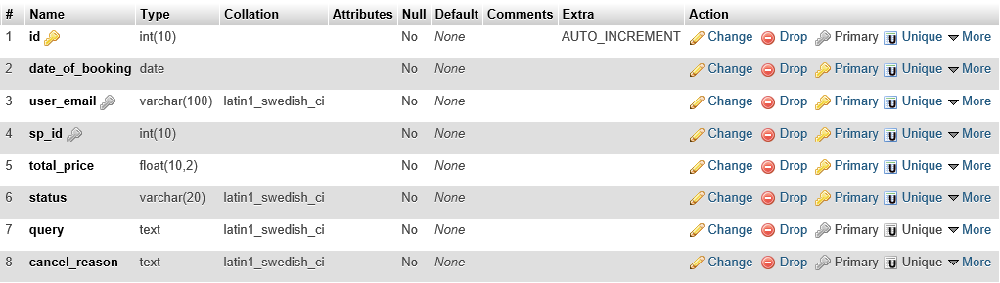 # Name Type Collation Attributes Null Default Comments Extra Action
1 id int(10) No None AUTO_INCREMENT Change Drop Primary Unique More
2 date_of_booking date No None Change Drop Primary Unique More
3 user_email varchar(100) latin1_swedish_ci No None Change Drop Primary Unique More
4 sp_id int(10) No None Change Drop Primary Unique More
5 total_price float(10,2) No None Change Drop Primary Unique More
6 status varchar(20) latin1_swedish_ci No None Change Drop Primary Unique More
7 query text latin1_swedish_ci No None Change Drop Primary Unique More
8 cancel_reason text latin1_swedish_ci No None Change Drop Primary Unique More